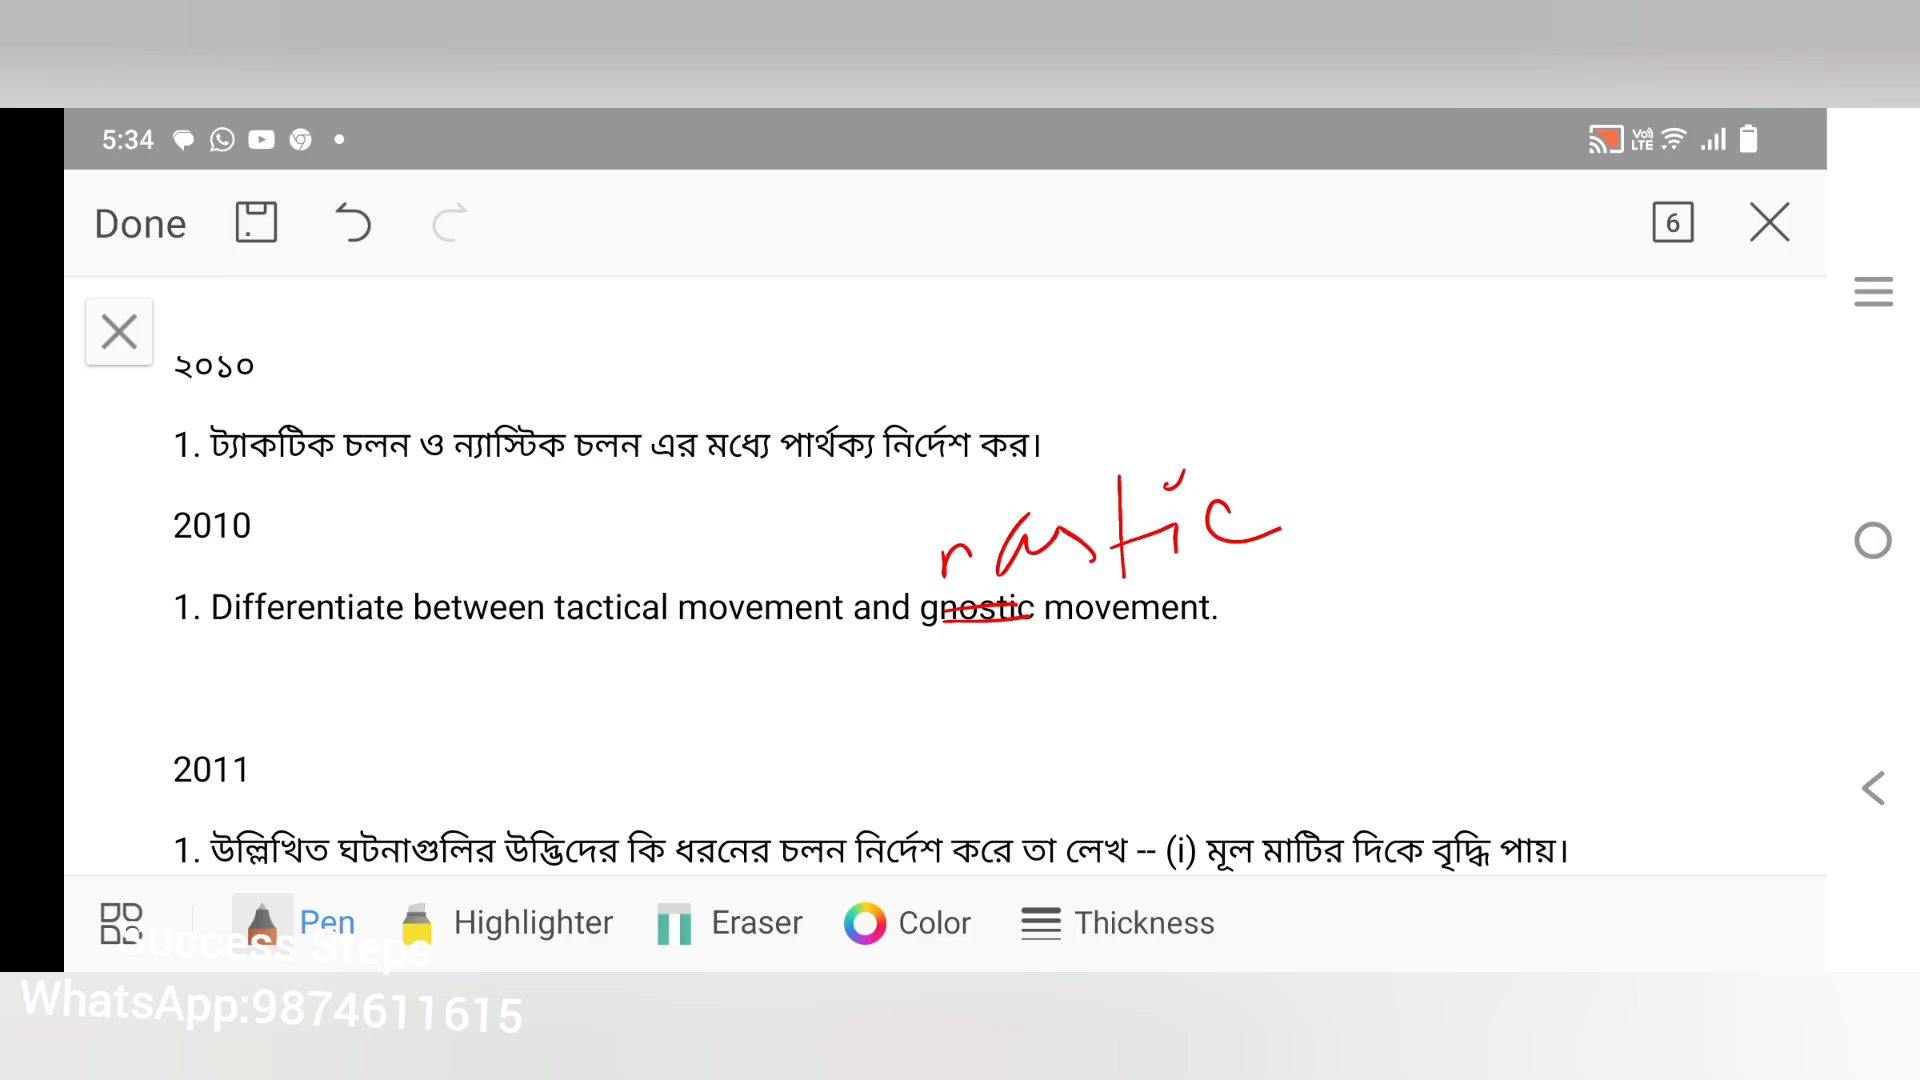 5:34
Vo) LTE
Done
6
২০১০
1. ট্যাকটিক চলন ও ন্যাস্টিক চলন এর মধ্যে পার্থক্য নির্দেশ কর।
2010
nastic
1. Differentiate between tactical movement and gnostic movement.
2011
1. উল্লিখিত ঘটনাগুলির উদ্ভিদের কি ধরনের চলন নির্দেশ করে তা লেখ -- (i) মূল মাটির দিকে বৃদ্ধি পায়।
Pen Highlighter Eraser Color Thickness
Success Steps
WhatsApp:9874611615